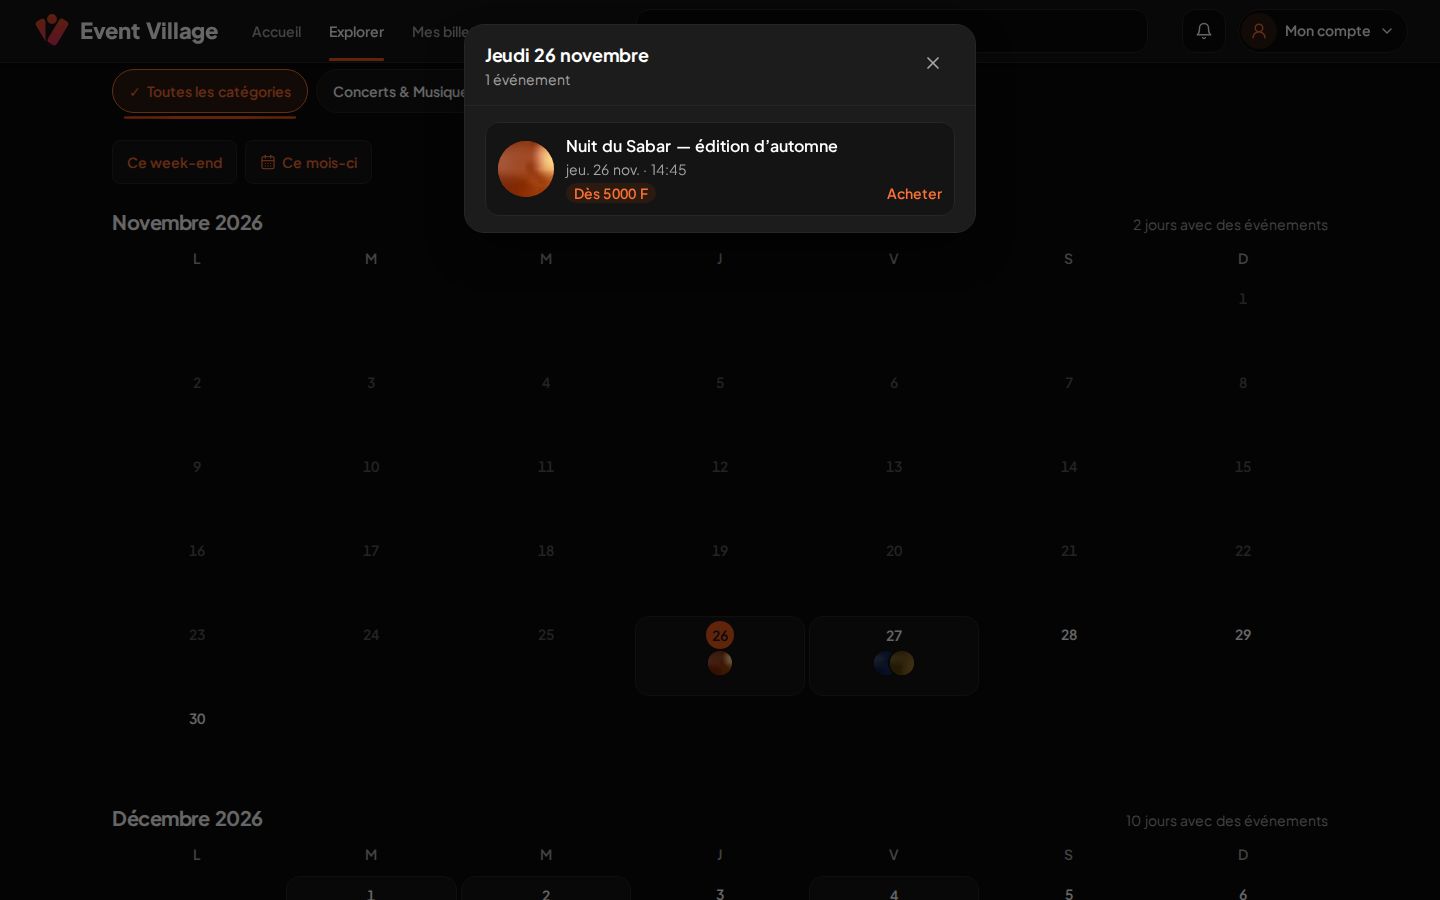 Event Village
Accueil
Explorer
Mes bille
Mon compte
Jeudi 26 novembre
1 événement
✓ Toutes les catégories
Concerts & Musique
Nuit du Sabar — édition d’automne
jeu. 26 nov. · 14:45
Dès 5000 F
Acheter
Ce week-end
Ce mois-ci
Novembre 2026
2 jours avec des événements
L M M J V S D
1
2 3 4 5 6 7 8
9 10 11 12 13 14 15
16 17 18 19 20 21 22
23 24 25 26 27 28 29
30
Décembre 2026
10 jours avec des événements
L M M J V S D
1 2 3 4 5 6